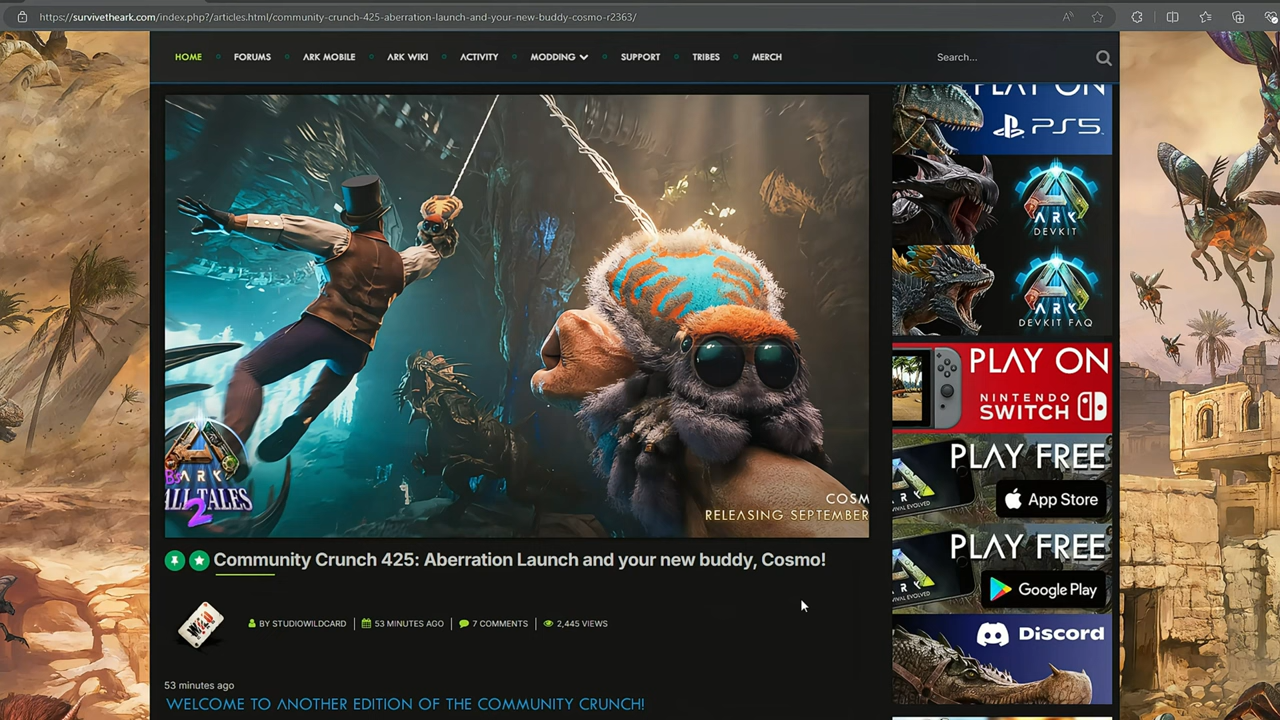 https://survivetheark.com/index.php?/articles.html/community-crunch-425-aberration-launch-and-your-new-buddy-cosmo-r2363/
HOME FORUMS ARK MOBILE ARK WIKI ACTIVITY MODDING SUPPORT TRIBES MERCH Search...
PLAY ON
PS5.
ARK
DEVKIT
ARK
DEVKIT FAQ
PLAY ON
NINTENDO
SWITCH
PLAY FREE
App Store
PLAY FREE
Google Play
Discord
ARK
ALL TALES
2
COSM
RELEASING SEPTEMBER
Community Crunch 425: Aberration Launch and your new buddy, Cosmo!
BY STUDIOWILDCARD 53 MINUTES AGO 7 COMMENTS 2,445 VIEWS
53 minutes ago
WELCOME TO ANOTHER EDITION OF THE COMMUNITY CRUNCH!